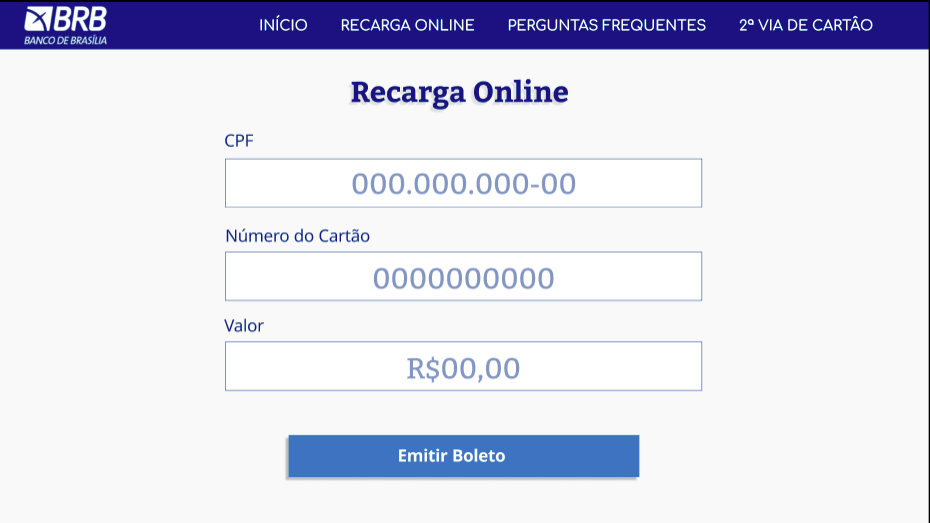 BRB
BANCO DE BRASÍLIA
INÍCIO
RECARGA ONLINE
PERGUNTAS FREQUENTES
2ª VIA DE CARTÃO
Recarga Online
CPF
000.000.000-00
Número do Cartão
0000000000
Valor
R$00,00
Emitir Boleto